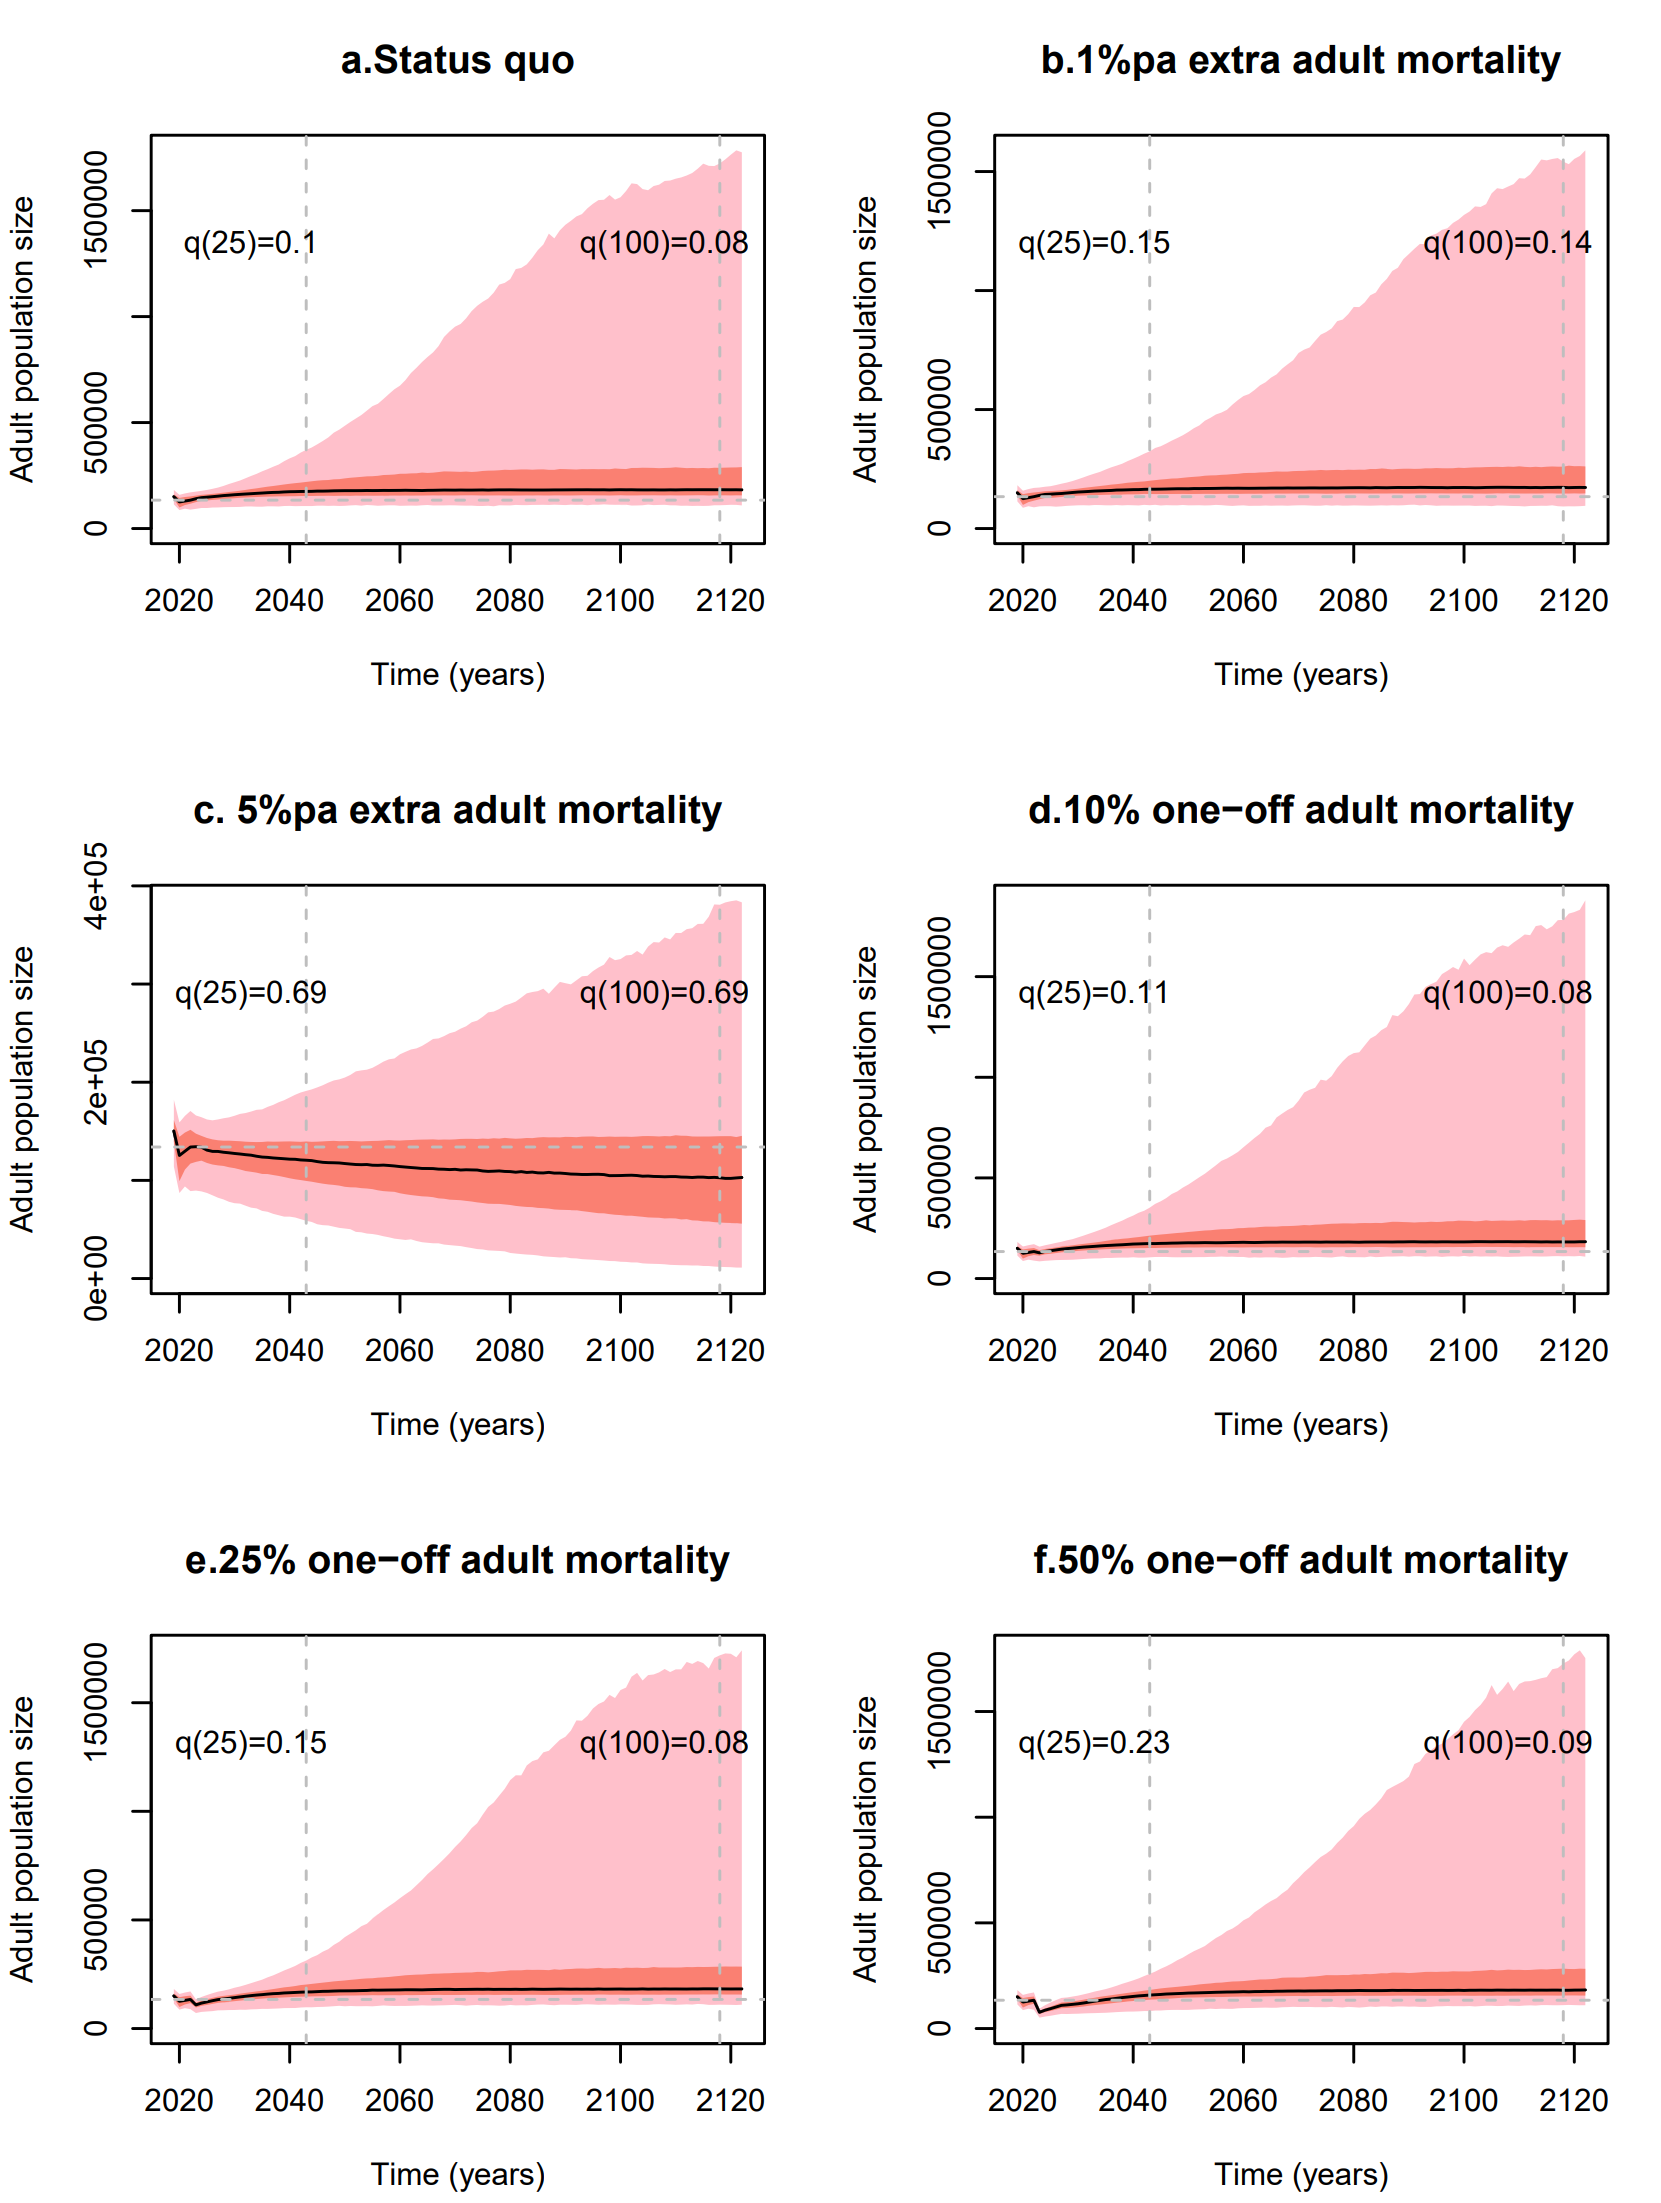 a.Status quo
Adult population size
0 500000 1500000
q(25)=0.1
q(100)=0.08
2020 2040 2060 2080 2100 2120
Time (years)
b.1%pa extra adult mortality
Adult population size
0 500000 1500000
q(25)=0.15
q(100)=0.14
2020 2040 2060 2080 2100 2120
Time (years)
c. 5%pa extra adult mortality
Adult population size
0e+00 2e+05 4e+05
q(25)=0.69
q(100)=0.69
2020 2040 2060 2080 2100 2120
Time (years)
d.10% one−off adult mortality
Adult population size
0 500000 1500000
q(25)=0.11
q(100)=0.08
2020 2040 2060 2080 2100 2120
Time (years)
e.25% one−off adult mortality
Adult population size
0 500000 1500000
q(25)=0.15
q(100)=0.08
2020 2040 2060 2080 2100 2120
Time (years)
f.50% one−off adult mortality
Adult population size
0 500000 1500000
q(25)=0.23
q(100)=0.09
2020 2040 2060 2080 2100 2120
Time (years)